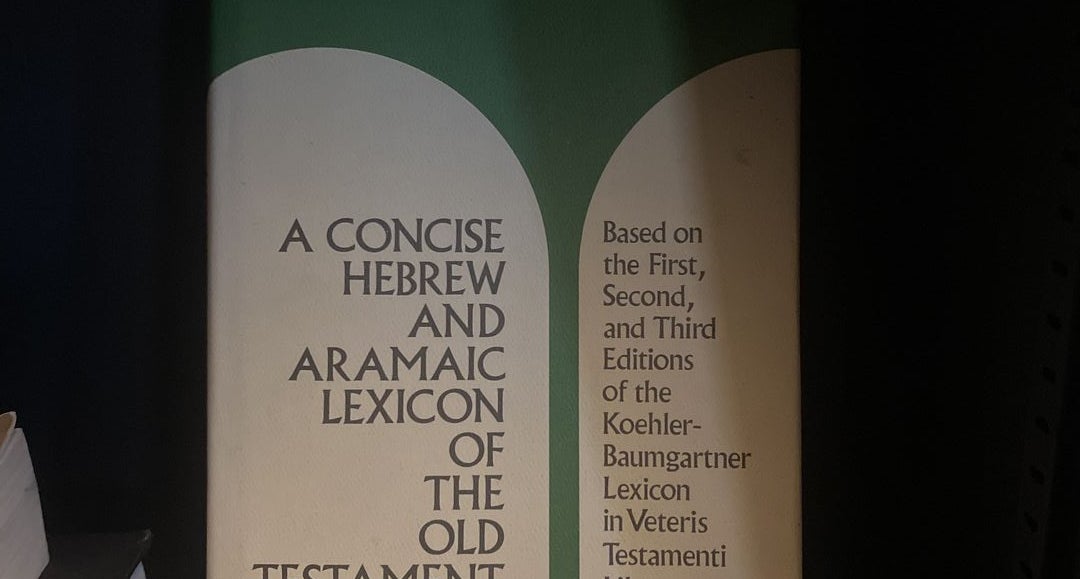 A CONCISE
HEBREW
AND
ARAMAIC
LEXICON
OF
THE
OLD
TESTAMENT
Based on
the First,
Second,
and Third
Editions
of the
Koehler-
Baumgartner
Lexicon
in Veteris
Testamenti